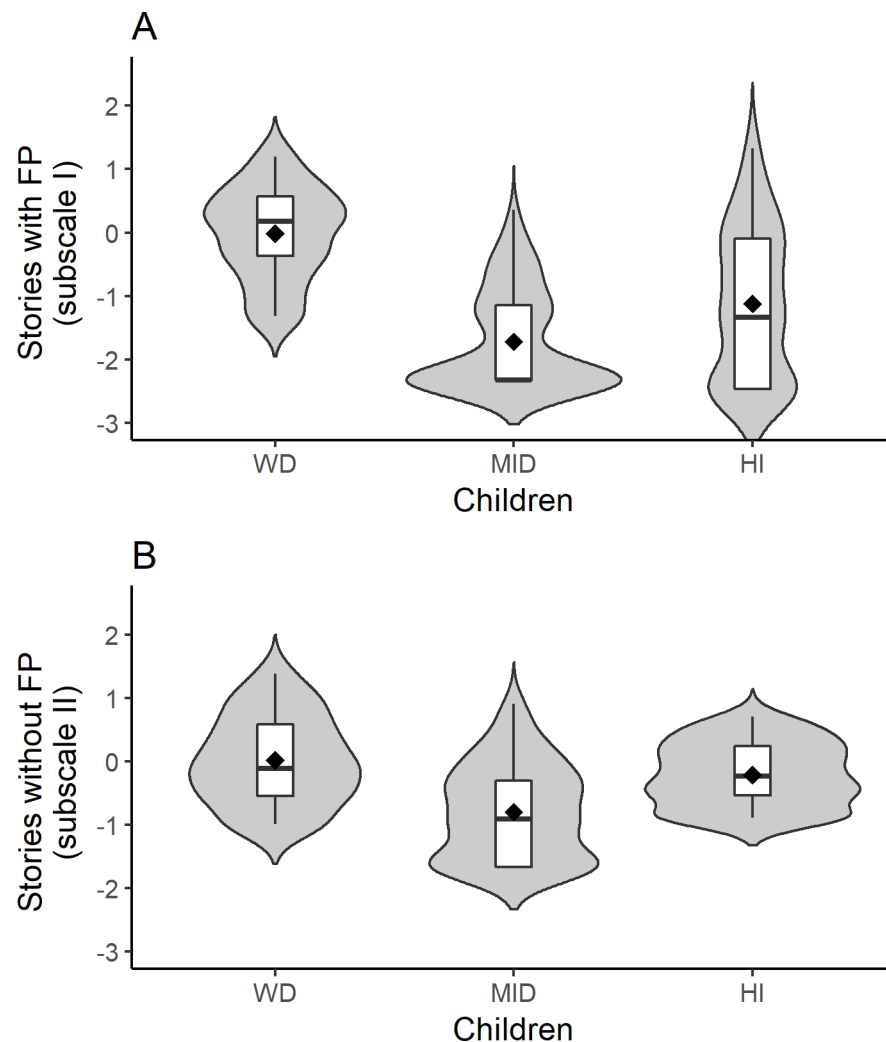 A
Stories with FP
(subscale I)
2
1
0
-1
-2
-3
WD MID HI
Children
B
Stories without FP
(subscale II)
2
1
0
-1
-2
-3
WD MID HI
Children